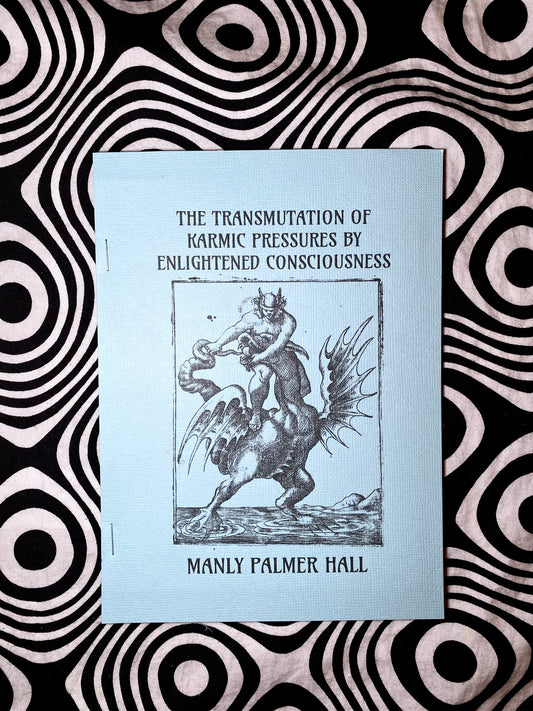 THE TRANSMUTATION OF
KARMIC PRESSURES BY
ENLIGHTENED CONSCIOUSNESS
MANLY PALMER HALL